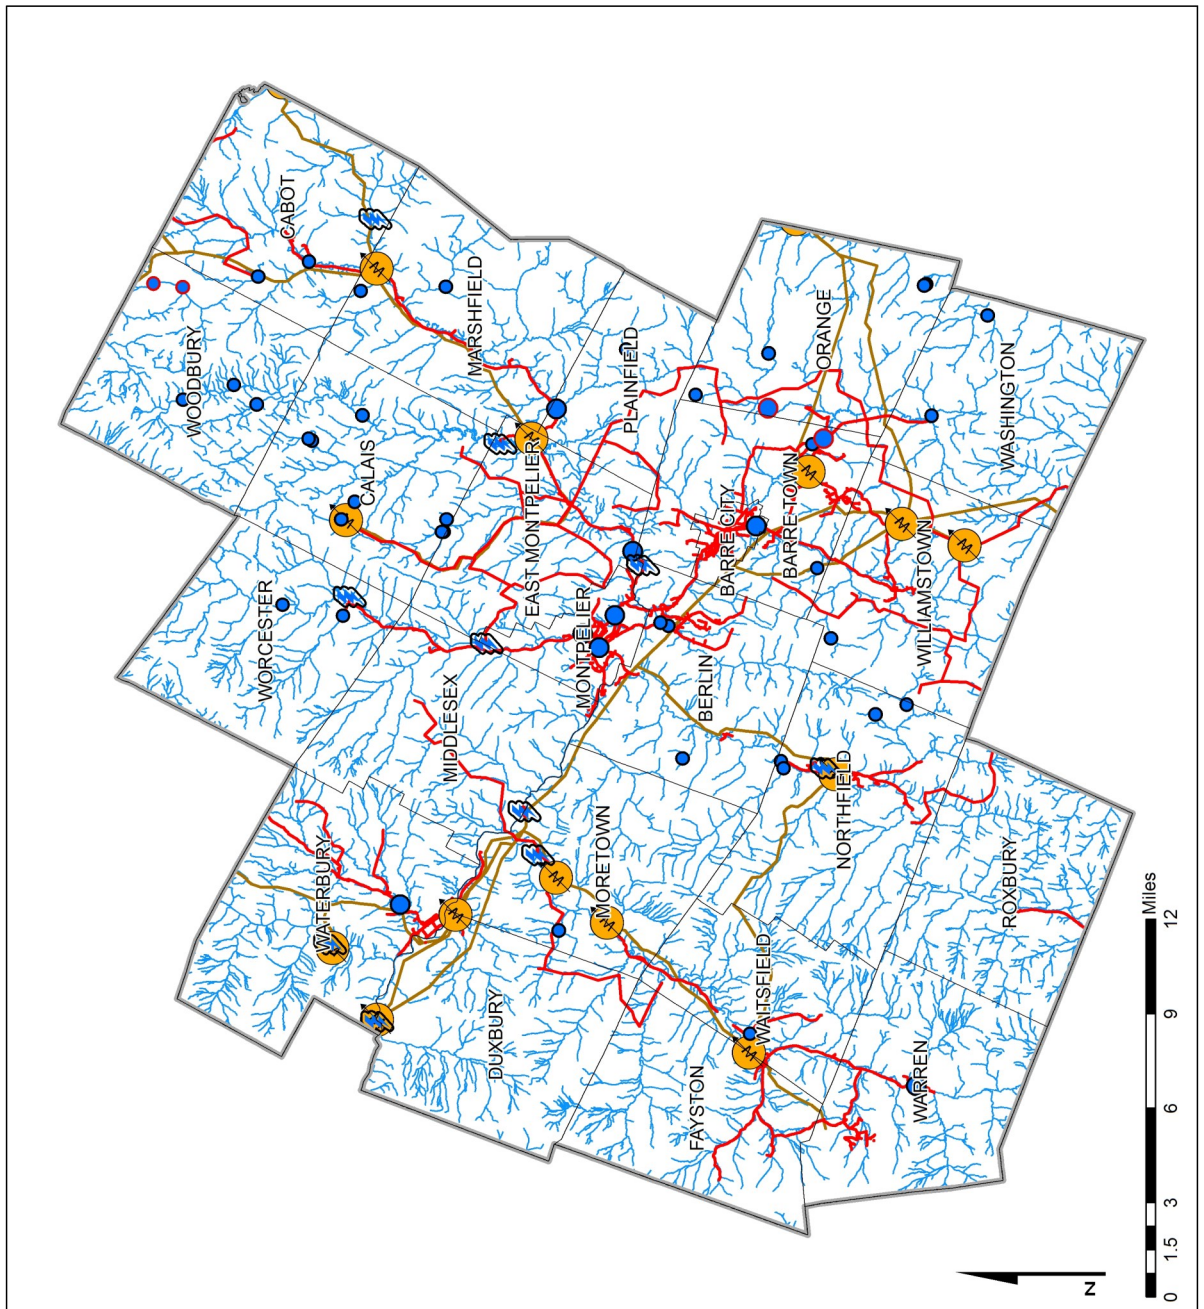 WOODBURY
WORCESTER
CABOT
WATERBURY
CALAIS
MIDDLESEX
MARSHFIELD
DUXBURY
EAST MONTPELIER
MONTPELIER
MORETOWN
PLAINFIELD
FAYSTON
BERLIN
BARRE CITY
WAITSFIELD
BARRE TOWN
ORANGE
NORTHFIELD
WARREN
WILLIAMSTOWN
WASHINGTON
ROXBURY
N
Miles
0 1.5 3 6 9 12